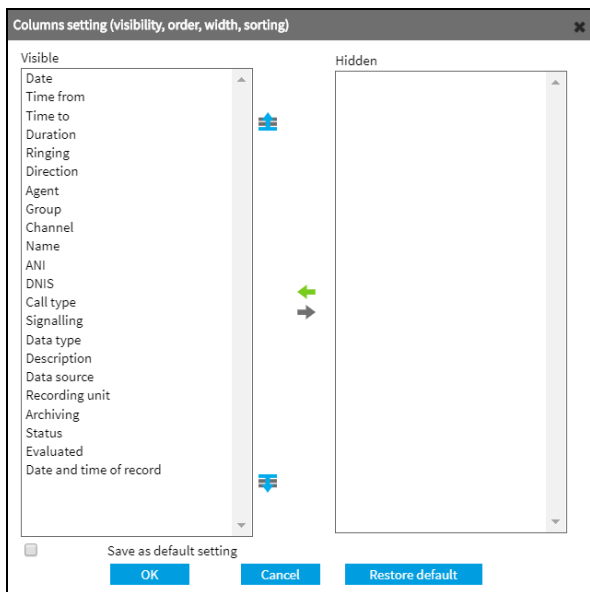 Columns setting (visibility, order, width, sorting)
Visible
Hidden
Date
Time from
Time to
Duration
Ringing
Direction
Agent
Group
Channel
Name
ANI
DNIS
Call type
Signalling
Data type
Description
Data source
Recording unit
Archiving
Status
Evaluated
Date and time of record
Save as default setting
OK
Cancel
Restore default